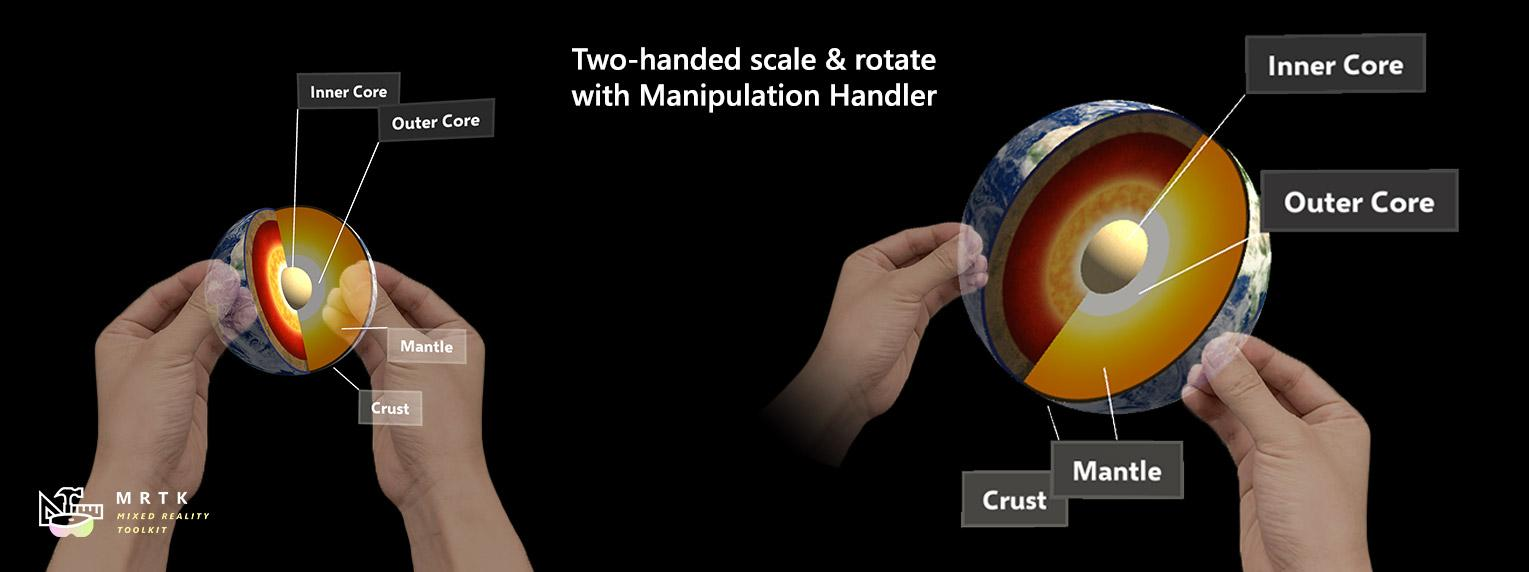 Two-handed scale & rotate
with Manipulation Handler
Inner Core
Outer Core
Mantle
Crust
Inner Core
Outer Core
Mantle
Crust
MRTK
MIXED REALITY
TOOLKIT